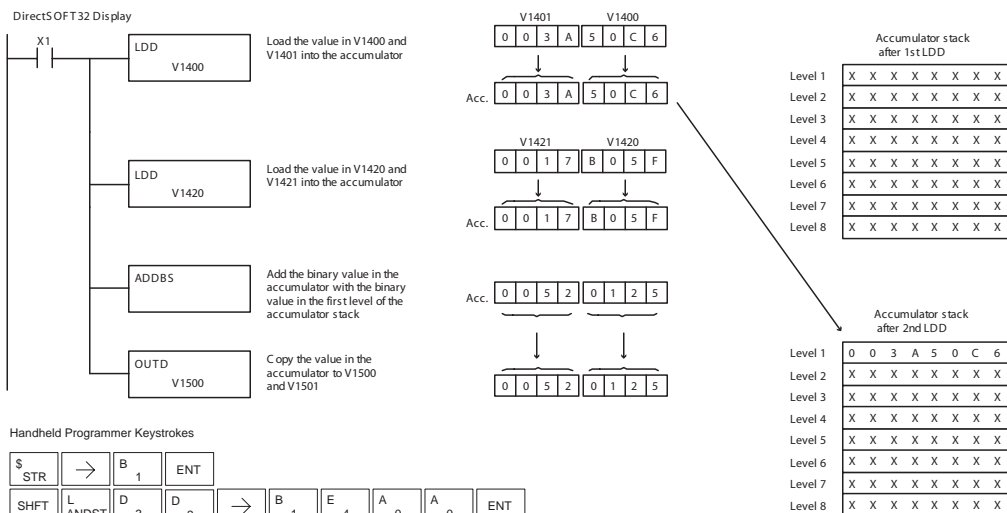 DirectSOFT32 Display
X1
LDD
V1400
Load the value in V1400 and
V1401 into the accumulator
LDD
V1420
Load the value in V1420 and
V1421 into the accumulator
ADDBS
Add the binary value in the
accumulator with the binary
value in the first level of the
accumulator stack
OUTD
V1500
Copy the value in the
accumulator to V1500
and V1501
V1401 V1400
0 0 3 A 5 0 C 6
Acc. 0 0 3 A 5 0 C 6
V1421 V1420
0 0 1 7 B 0 5 F
Acc. 0 0 1 7 B 0 5 F
Acc. 0 0 5 2 0 1 2 5
0 0 5 2 0 1 2 5
Accumulator stack
after 1st LDD
Level 1 X X X X X X X X
Level 2 X X X X X X X X
Level 3 X X X X X X X X
Level 4 X X X X X X X X
Level 5 X X X X X X X X
Level 6 X X X X X X X X
Level 7 X X X X X X X X
Level 8 X X X X X X X X
Accumulator stack
after 2nd LDD
Level 1 0 0 3 A 5 0 C 6
Level 2 X X X X X X X X
Level 3 X X X X X X X X
Level 4 X X X X X X X X
Level 5 X X X X X X X X
Level 6 X X X X X X X X
Level 7 X X X X X X X X
Level 8 X X X X X X X X
Handheld Programmer Keystrokes
$ STR → B 1 ENT
SHFT L ANDST D D → B E A A ENT